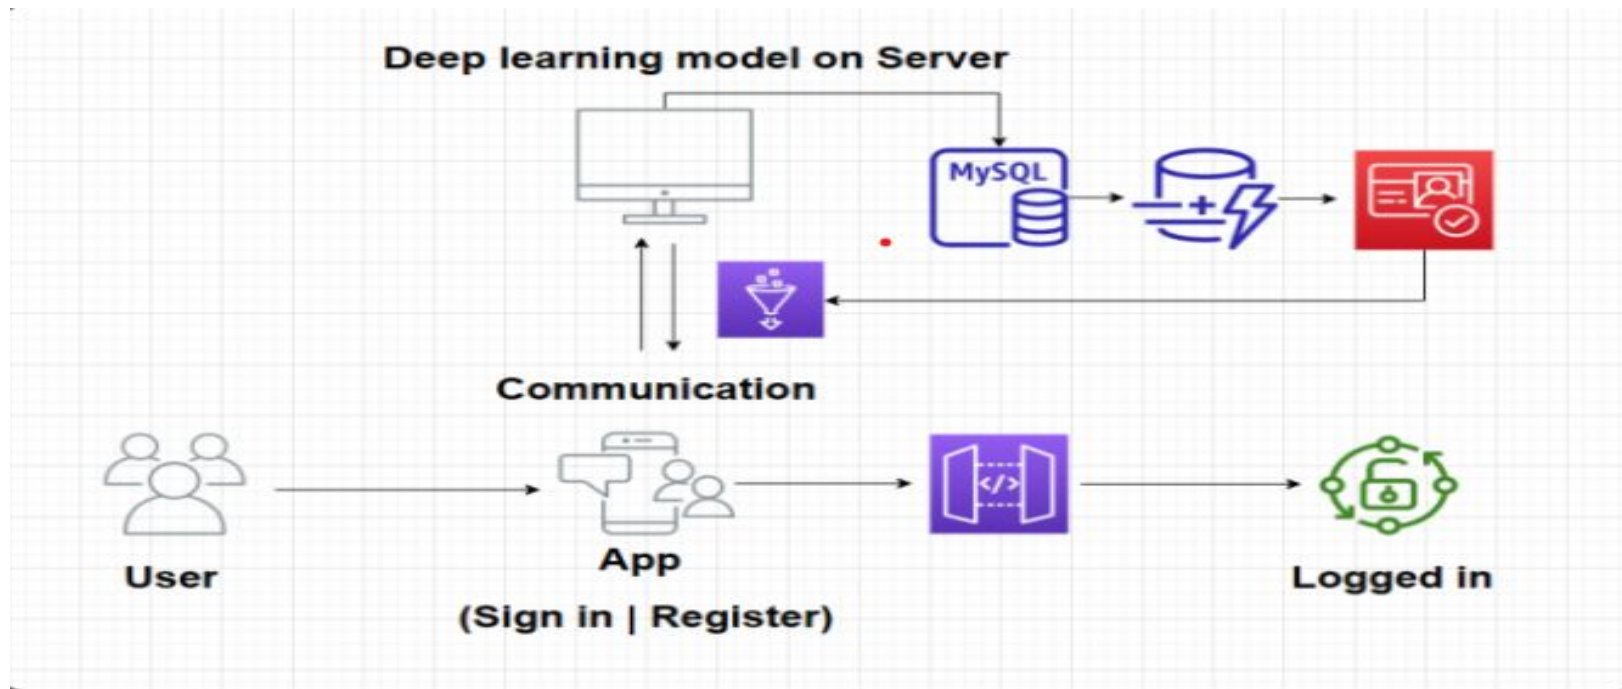 Deep learning model on Server
MySQL
Communication
</>
App
User
Logged in
(Sign in | Register)